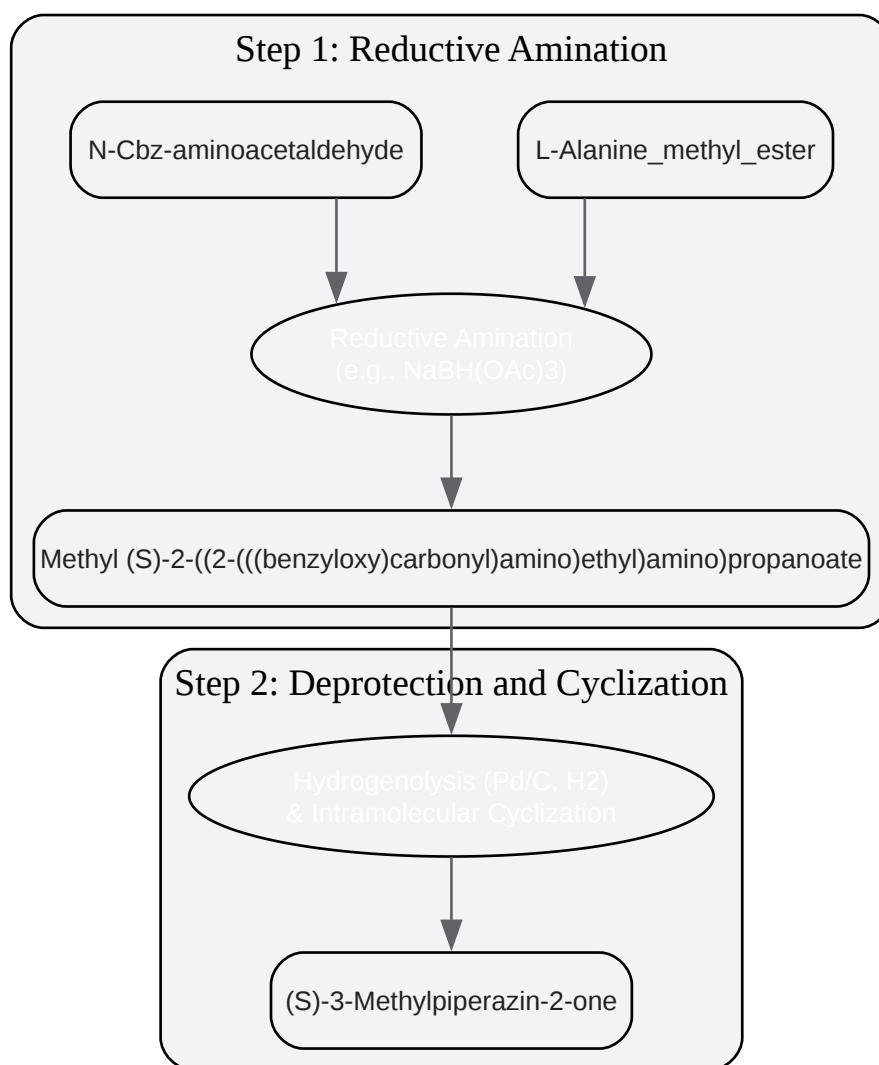 Step 1: Reductive Amination
N-Cbz-aminoacetaldehyde
L-Alanine_methyl_ester
Reductive Amination
(e.g., NaBH(OAc)3)
Methyl (S)-2-((2-(((benzyloxy)carbonyl)amino)ethyl)amino)propanoate
Step 2: Deprotection and Cyclization
Hydrogenolysis (Pd/C, H2)
& Intramolecular Cyclization
(S)-3-Methylpiperazin-2-one